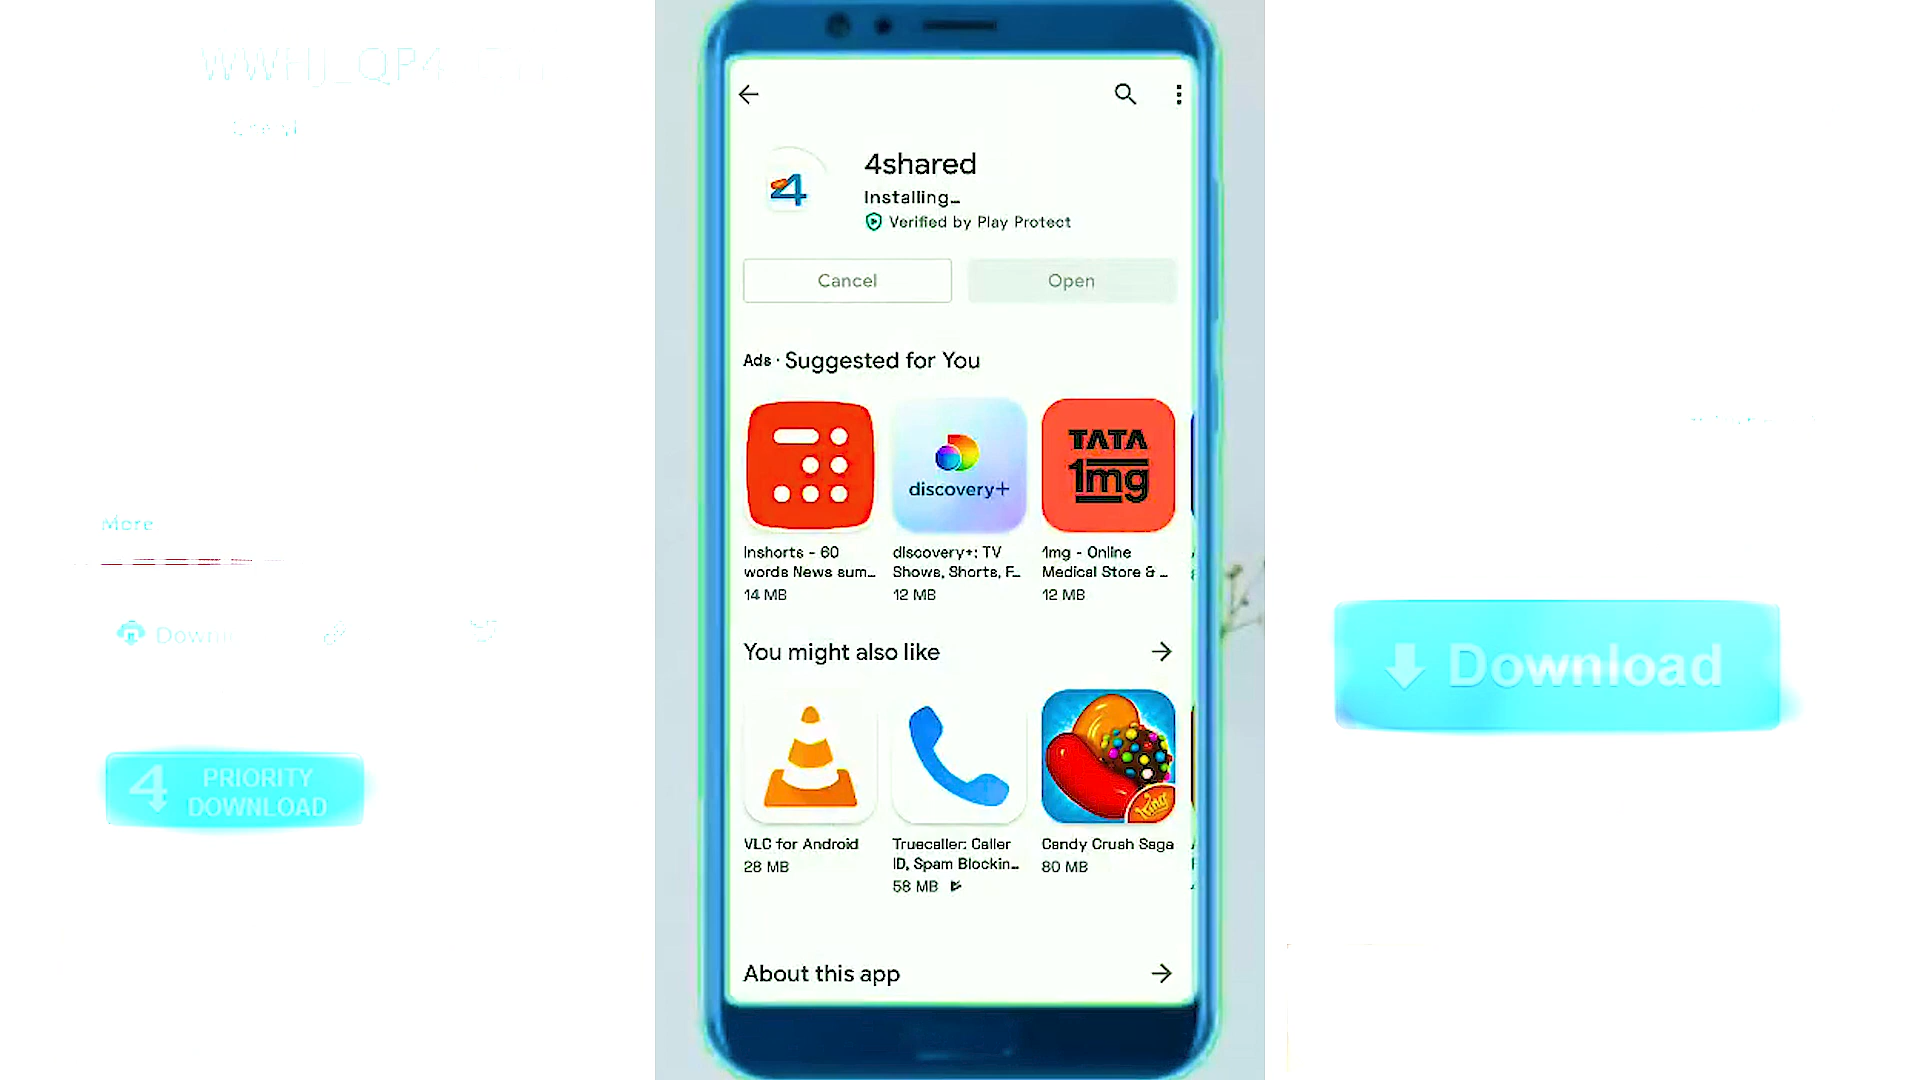 4shared
Installing…
Verified by Play Protect
Cancel
Open
Ads · Suggested for You
TATA
1mg
discovery+
Inshorts - 60
words News sum…
14 MB
discovery+: TV
Shows, Shorts, F…
12 MB
1mg - Online
Medical Store & …
12 MB
You might also like
King
VLC for Android
28 MB
Truecaller: Caller
ID, Spam Blockin…
58 MB
Candy Crush Saga
80 MB
About this app
More
4 PRIORITY
DOWNLOAD
Download